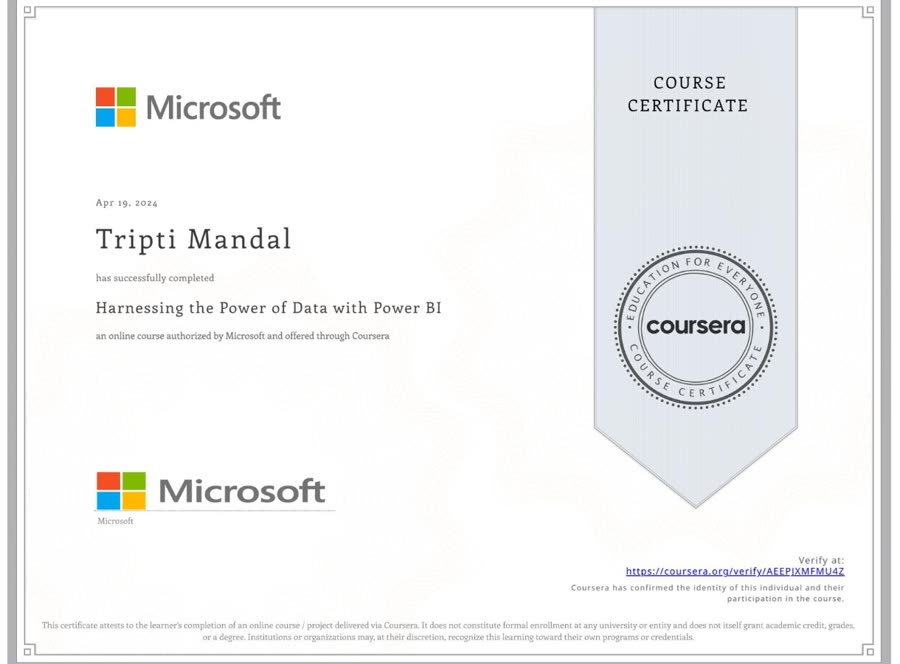 Microsoft
COURSE
CERTIFICATE
Apr 19, 2024
Tripti Mandal
has successfully completed
Harnessing the Power of Data with Power BI
an online course authorized by Microsoft and offered through Coursera
EDUCATION FOR EVERYONE
coursera
COURSE CERTIFICATE
Microsoft
Microsoft
Verify at:
https://coursera.org/verify/AEEPJXMFMU4Z
Coursera has confirmed the identity of this individual and their
participation in the course.
This certificate attests to the learner's completion of an online course / project delivered via Coursera. It does not constitute formal enrollment at any university or entity and does not itself grant academic credit, grades,
or a degree. Institutions or organizations may, at their discretion, recognize this learning toward their own programs or credentials.